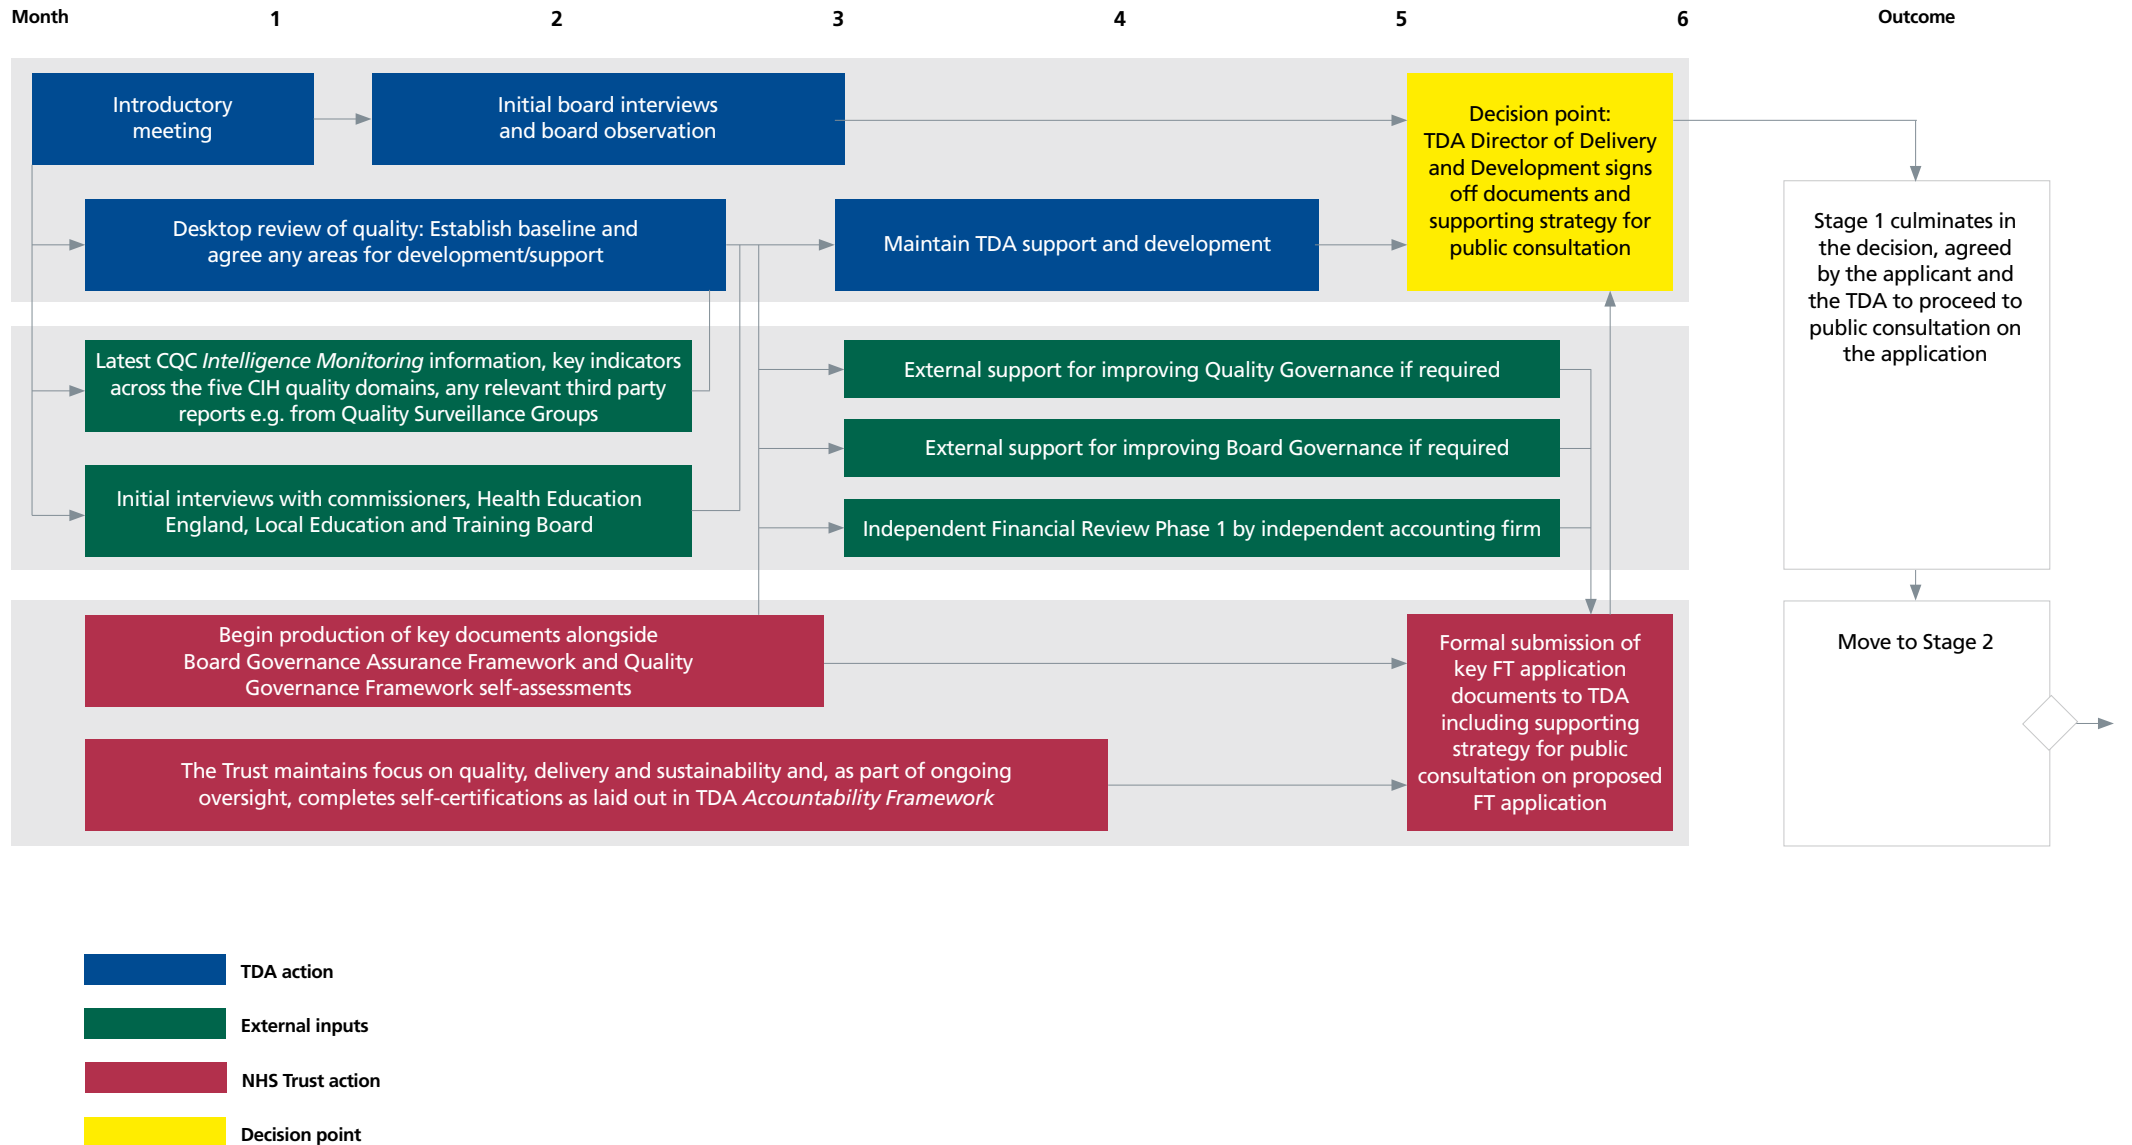 Month 1 2 3 4 5 6 Outcome
Introductory
meeting
Initial board interviews
and board observation
Decision point:
TDA Director of Delivery
and Development signs
off documents and
supporting strategy for
public consultation
Desktop review of quality: Establish baseline and
agree any areas for development/support
Maintain TDA support and development
Stage 1 culminates in
the decision, agreed
by the applicant and
the TDA to proceed to
public consultation on
the application
Latest CQC Intelligence Monitoring information, key indicators
across the five CIH quality domains, any relevant third party
reports e.g. from Quality Surveillance Groups
External support for improving Quality Governance if required
External support for improving Board Governance if required
Initial interviews with commissioners, Health Education
England, Local Education and Training Board
Independent Financial Review Phase 1 by independent accounting firm
Begin production of key documents alongside
Board Governance Assurance Framework and Quality
Governance Framework self-assessments
Formal submission of
key FT application
documents to TDA
including supporting
strategy for public
consultation on proposed
FT application
Move to Stage 2
The Trust maintains focus on quality, delivery and sustainability and, as part of ongoing
oversight, completes self-certifications as laid out in TDA Accountability Framework
TDA action
External inputs
NHS Trust action
Decision point